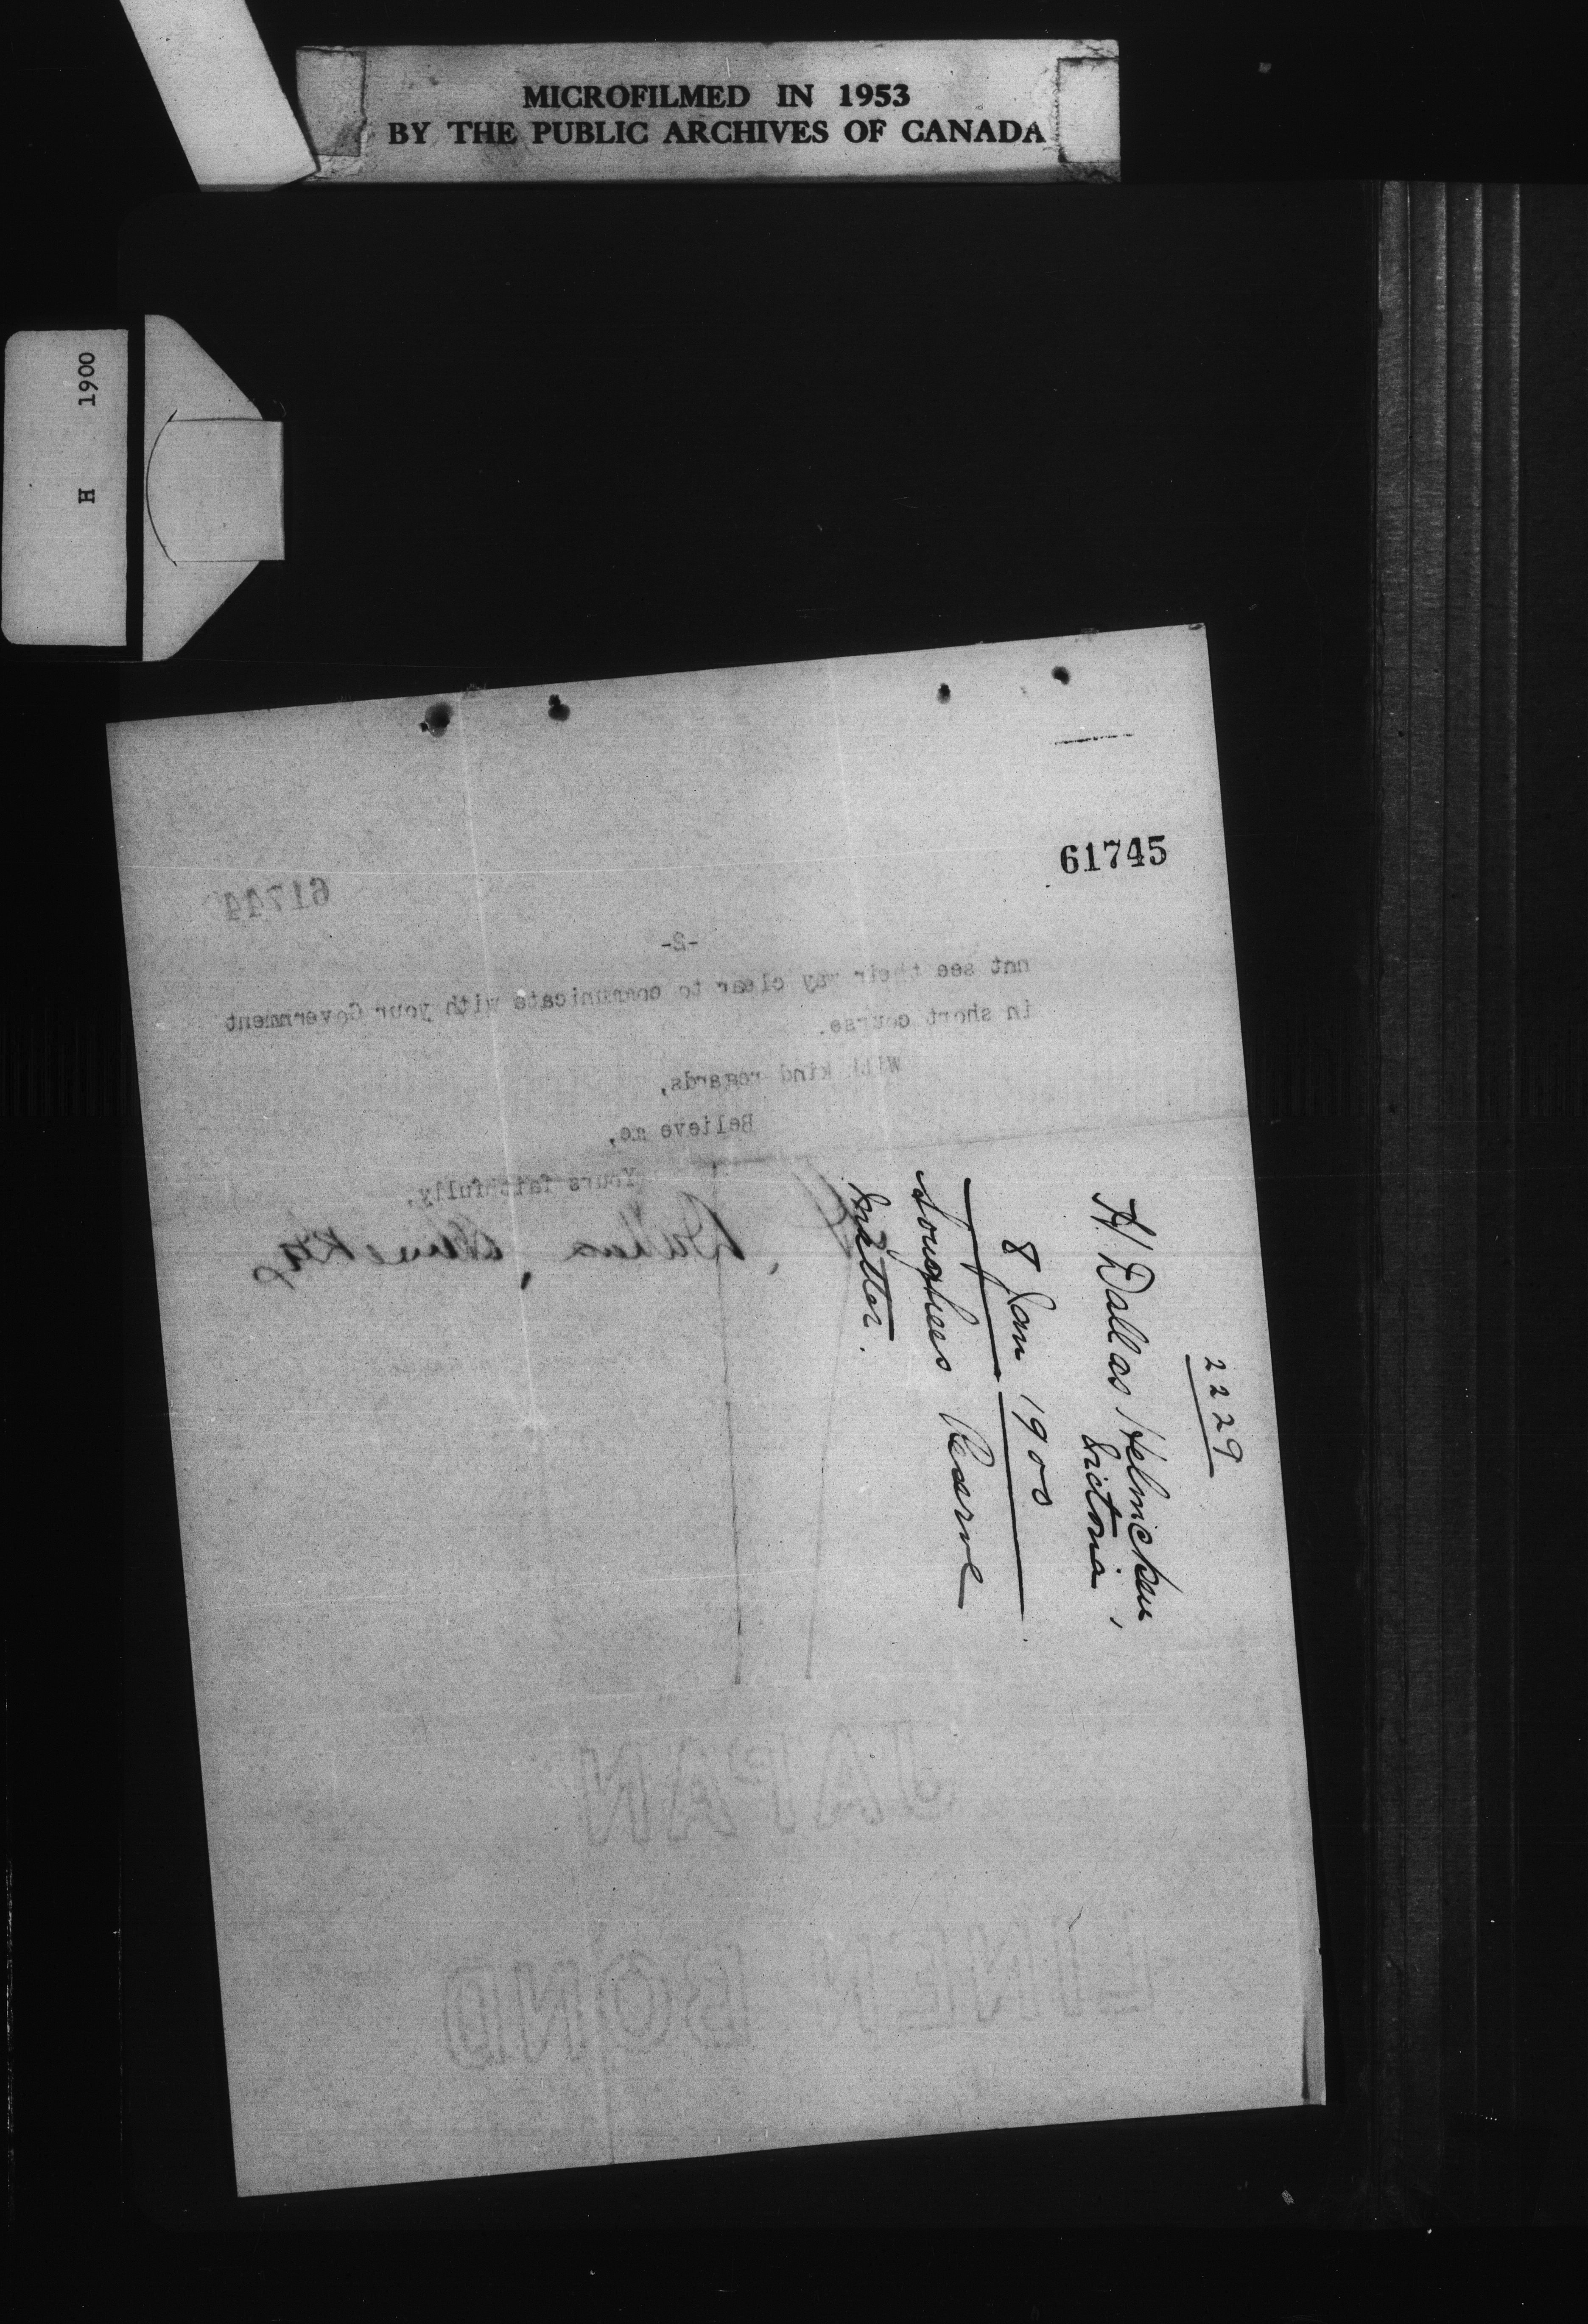 MICROFILMED IN 1953
BY THE PUBLIC ARCHIVES OF CANADA
H 1900
61745
61744
-2-
not see their way clear to communicate with your Government
in short course.
With kind regards,
Believe me,
Yours faithfully,
2229
H Dallas Helmcken
Victoria,
8 Jan 1900
Songhees Reserve
Matter.
JAPAN
LINEN BOND